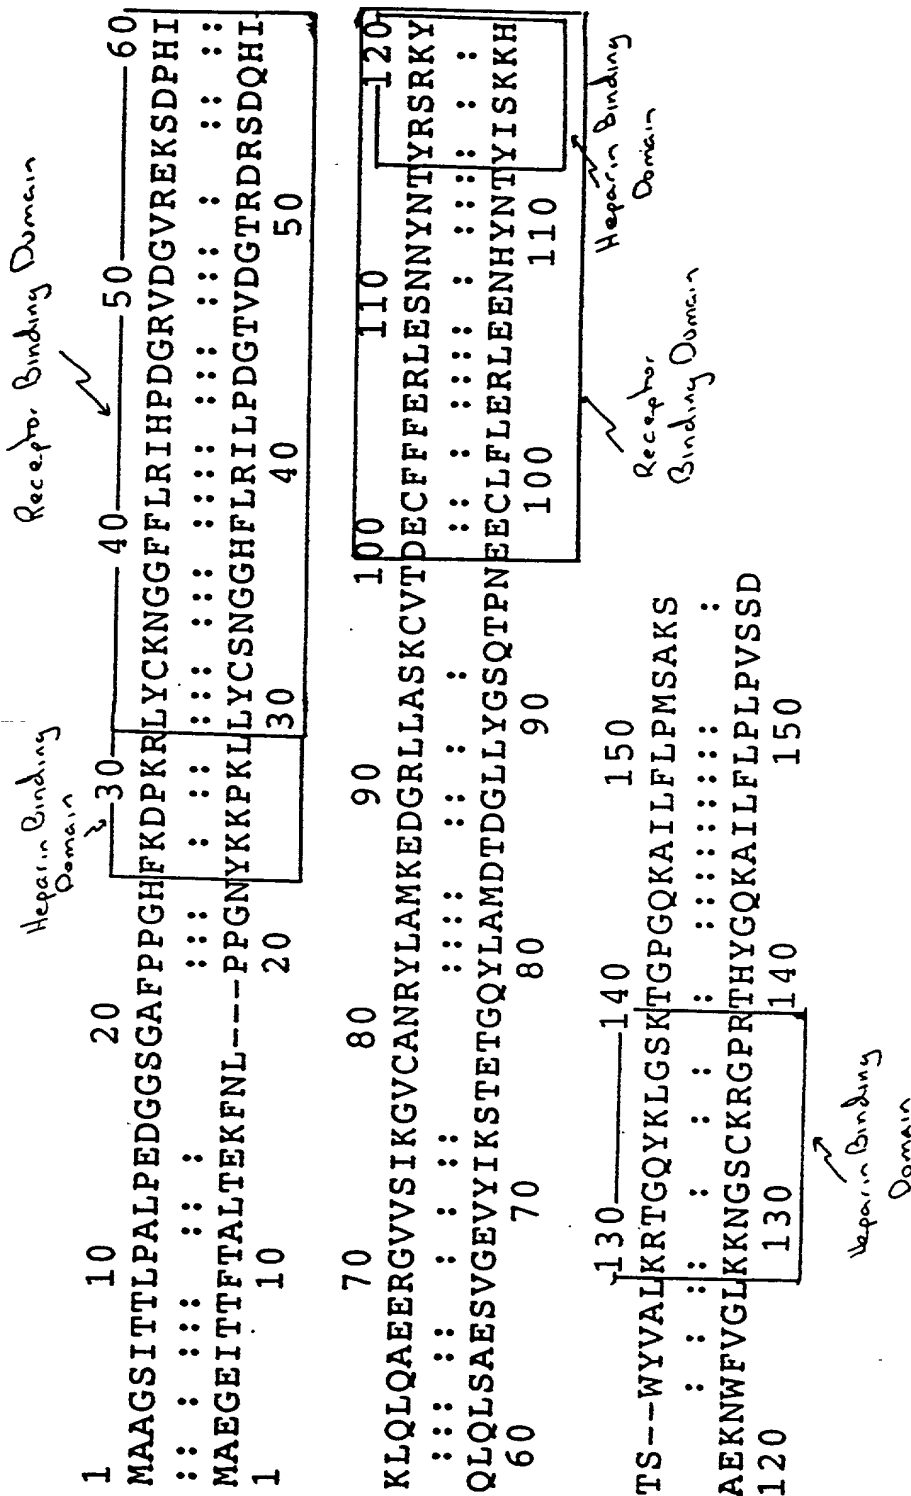 Heparin Binding
Domain
Receptor Binding Domain
1 10 20 30 40 50 60
MAAGSITTLPALPEDGGSGAFPPGHFKDPKRLYCKNGGFFLRIHPDGRVDGVREKSDPHI
:: : ::: :: : ::: : :: ::: ::: :::: ::: ::: : :: ::
MAEGEITTFTALTEKFNL---PPGNYKKPKLLYCSNGGHFLRILPDGTVDGTRDRSDQHI
1 10 20 30 40 50
70 80 90 100 110 120
KLQLQAEERGVVSIKGVCANRYLAMKEDGRLLASKCVTDECFFFERLESNNYNTYRSRKY
::: :: : : :: :::: :: : : :: : :::: : :::: : :
QLQLSAESVGEVYIKSTETGQYLAMDTDGLLYGSQTPNEECLFLERLEENHYNTYISKKH
60 70 80 90 100 110
Receptor
Binding Domain
Heparin Binding
Domain
130 140 150
TS--WYVALKRTGQYKLGSKTGPGQKAILFLPMSAKS
: : :: : : : : ::::::::: :
AEKNWFVGLKKNGSCKRGPRTHYGQKAILFLPLPVSSD
120 130 140 150
Heparin Binding
Domain